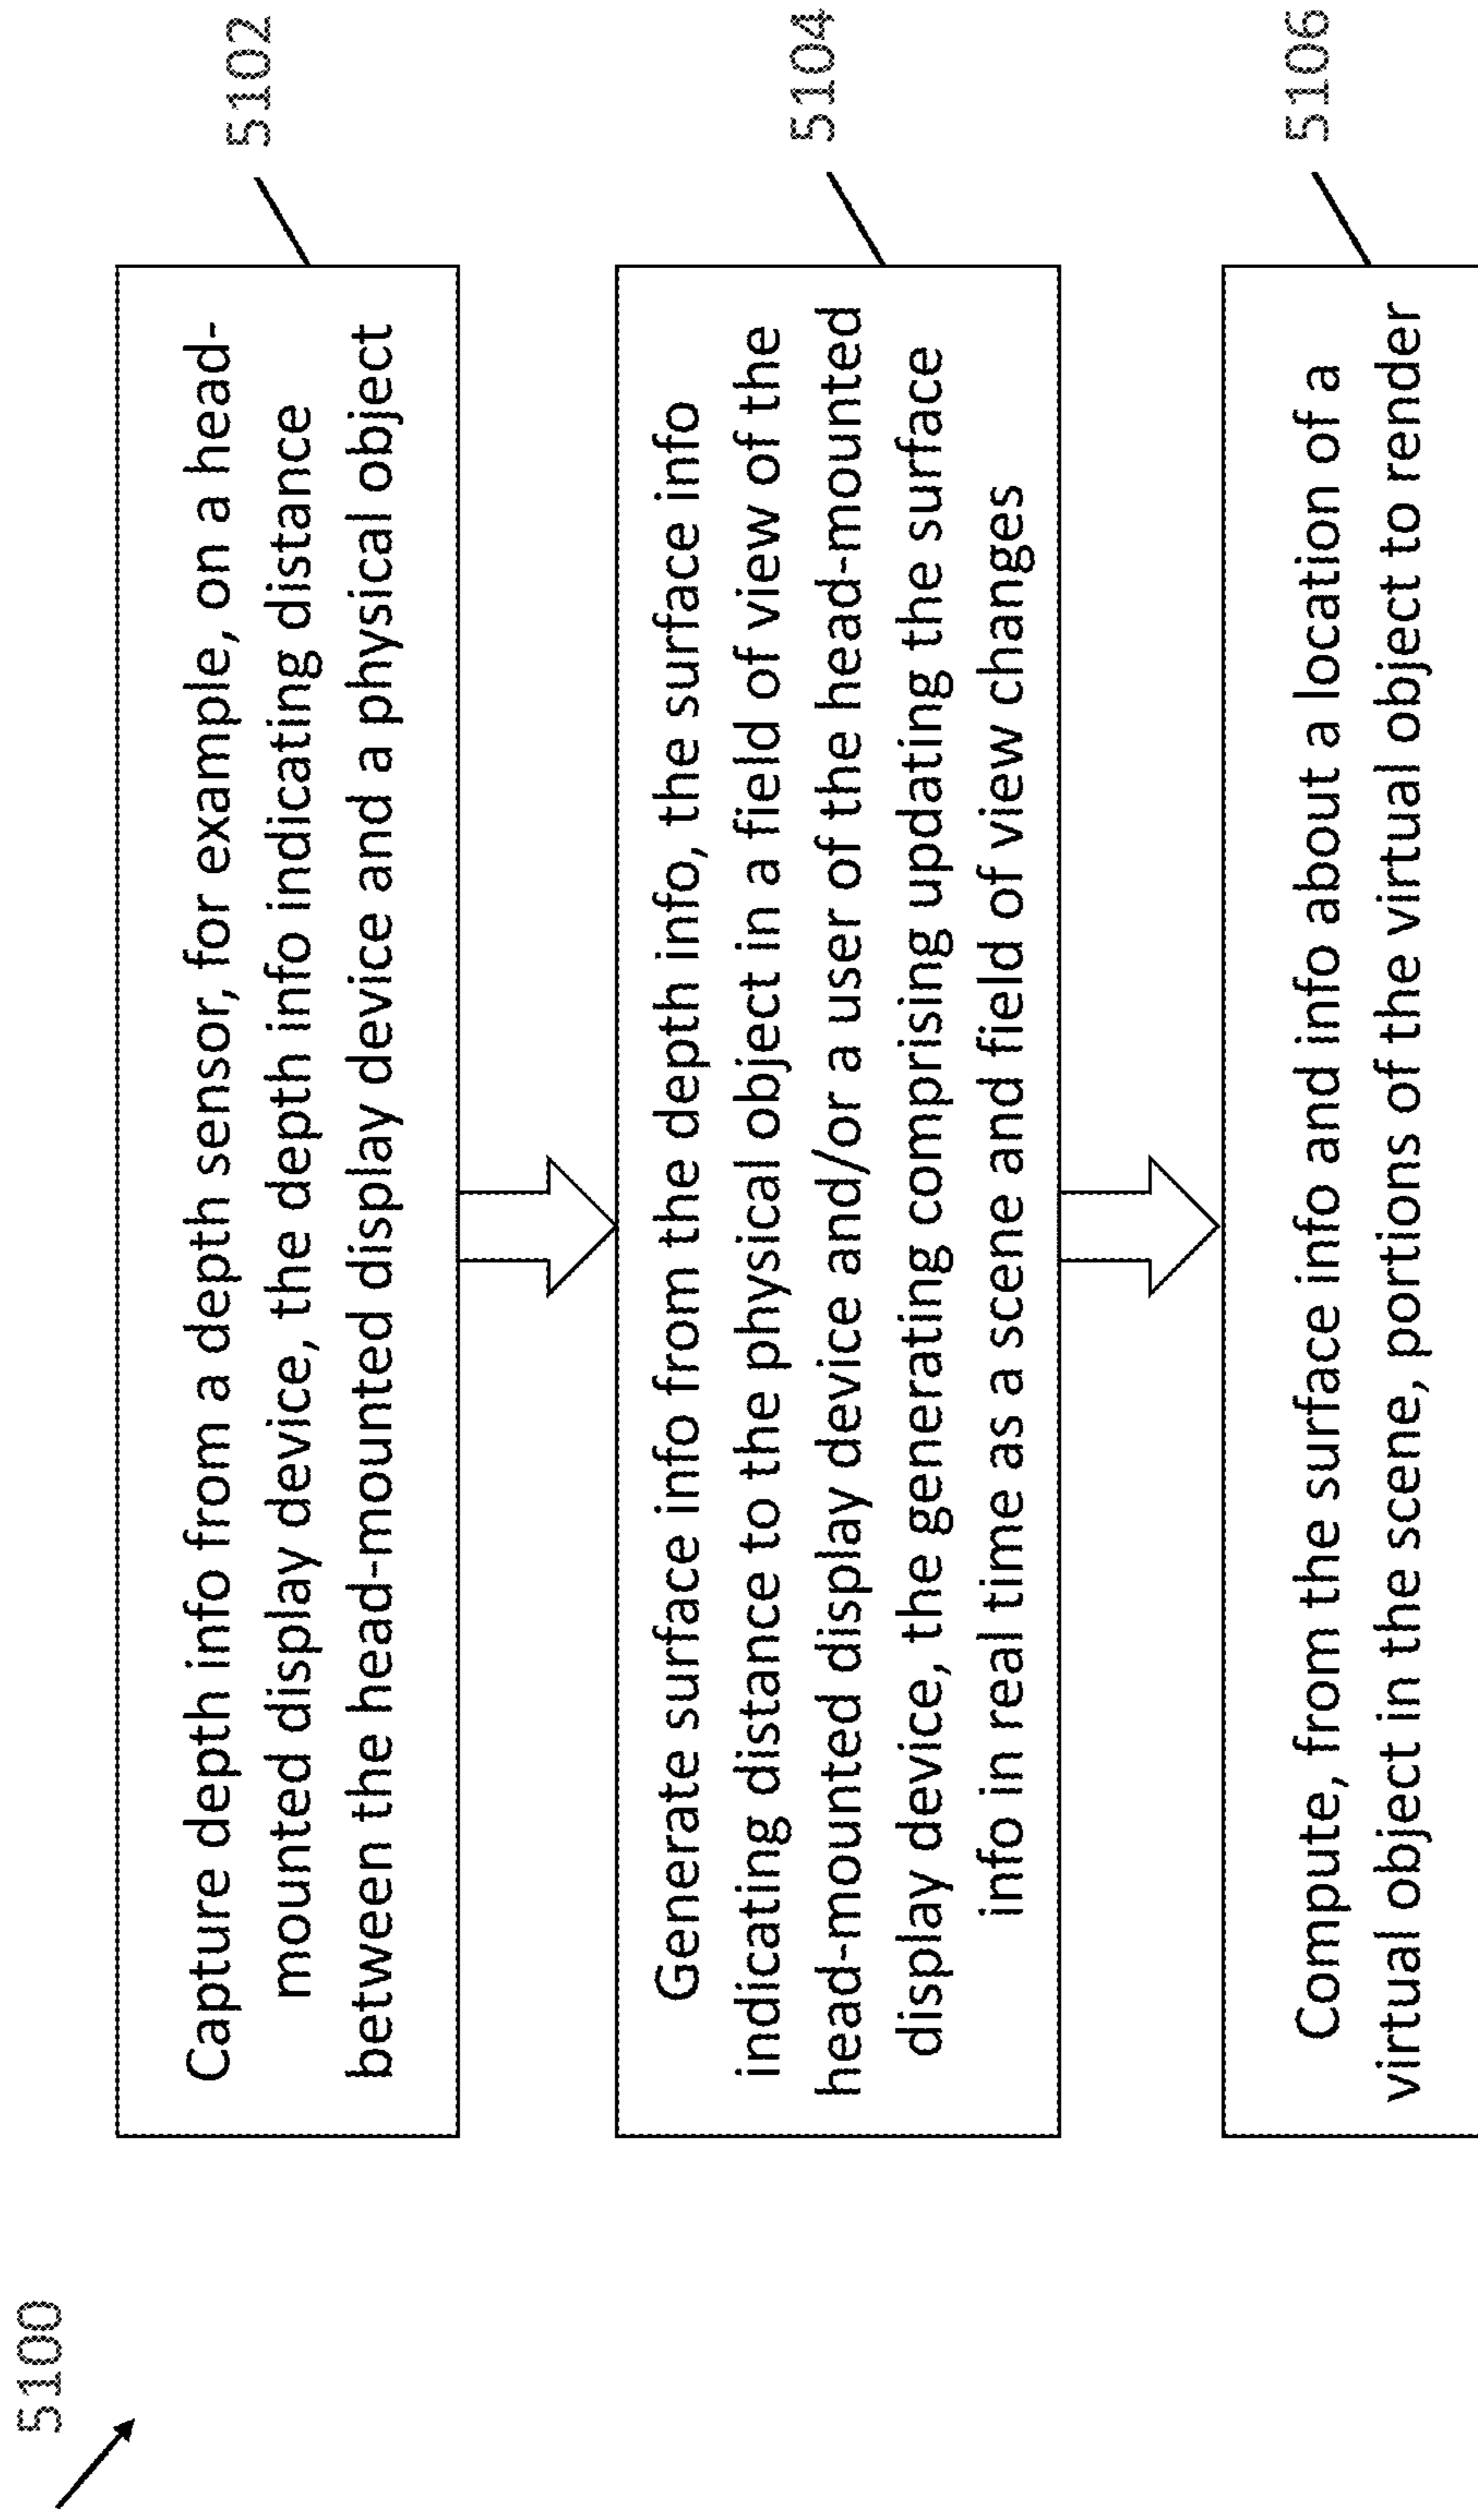 5100
Capture depth info from a depth sensor, for example, on a head-
mounted display device, the depth info indicating distance
between the head-mounted display device and a physical object
5102
Generate surface info from the depth info, the surface info
indicating distance to the physical object in a field of view of the
head-mounted display device and/or a user of the head-mounted
display device, the generating comprising updating the surface
info in real time as a scene and field of view changes
5104
Compute, from the surface info and info about a location of a
virtual object in the scene, portions of the virtual object to render
5106